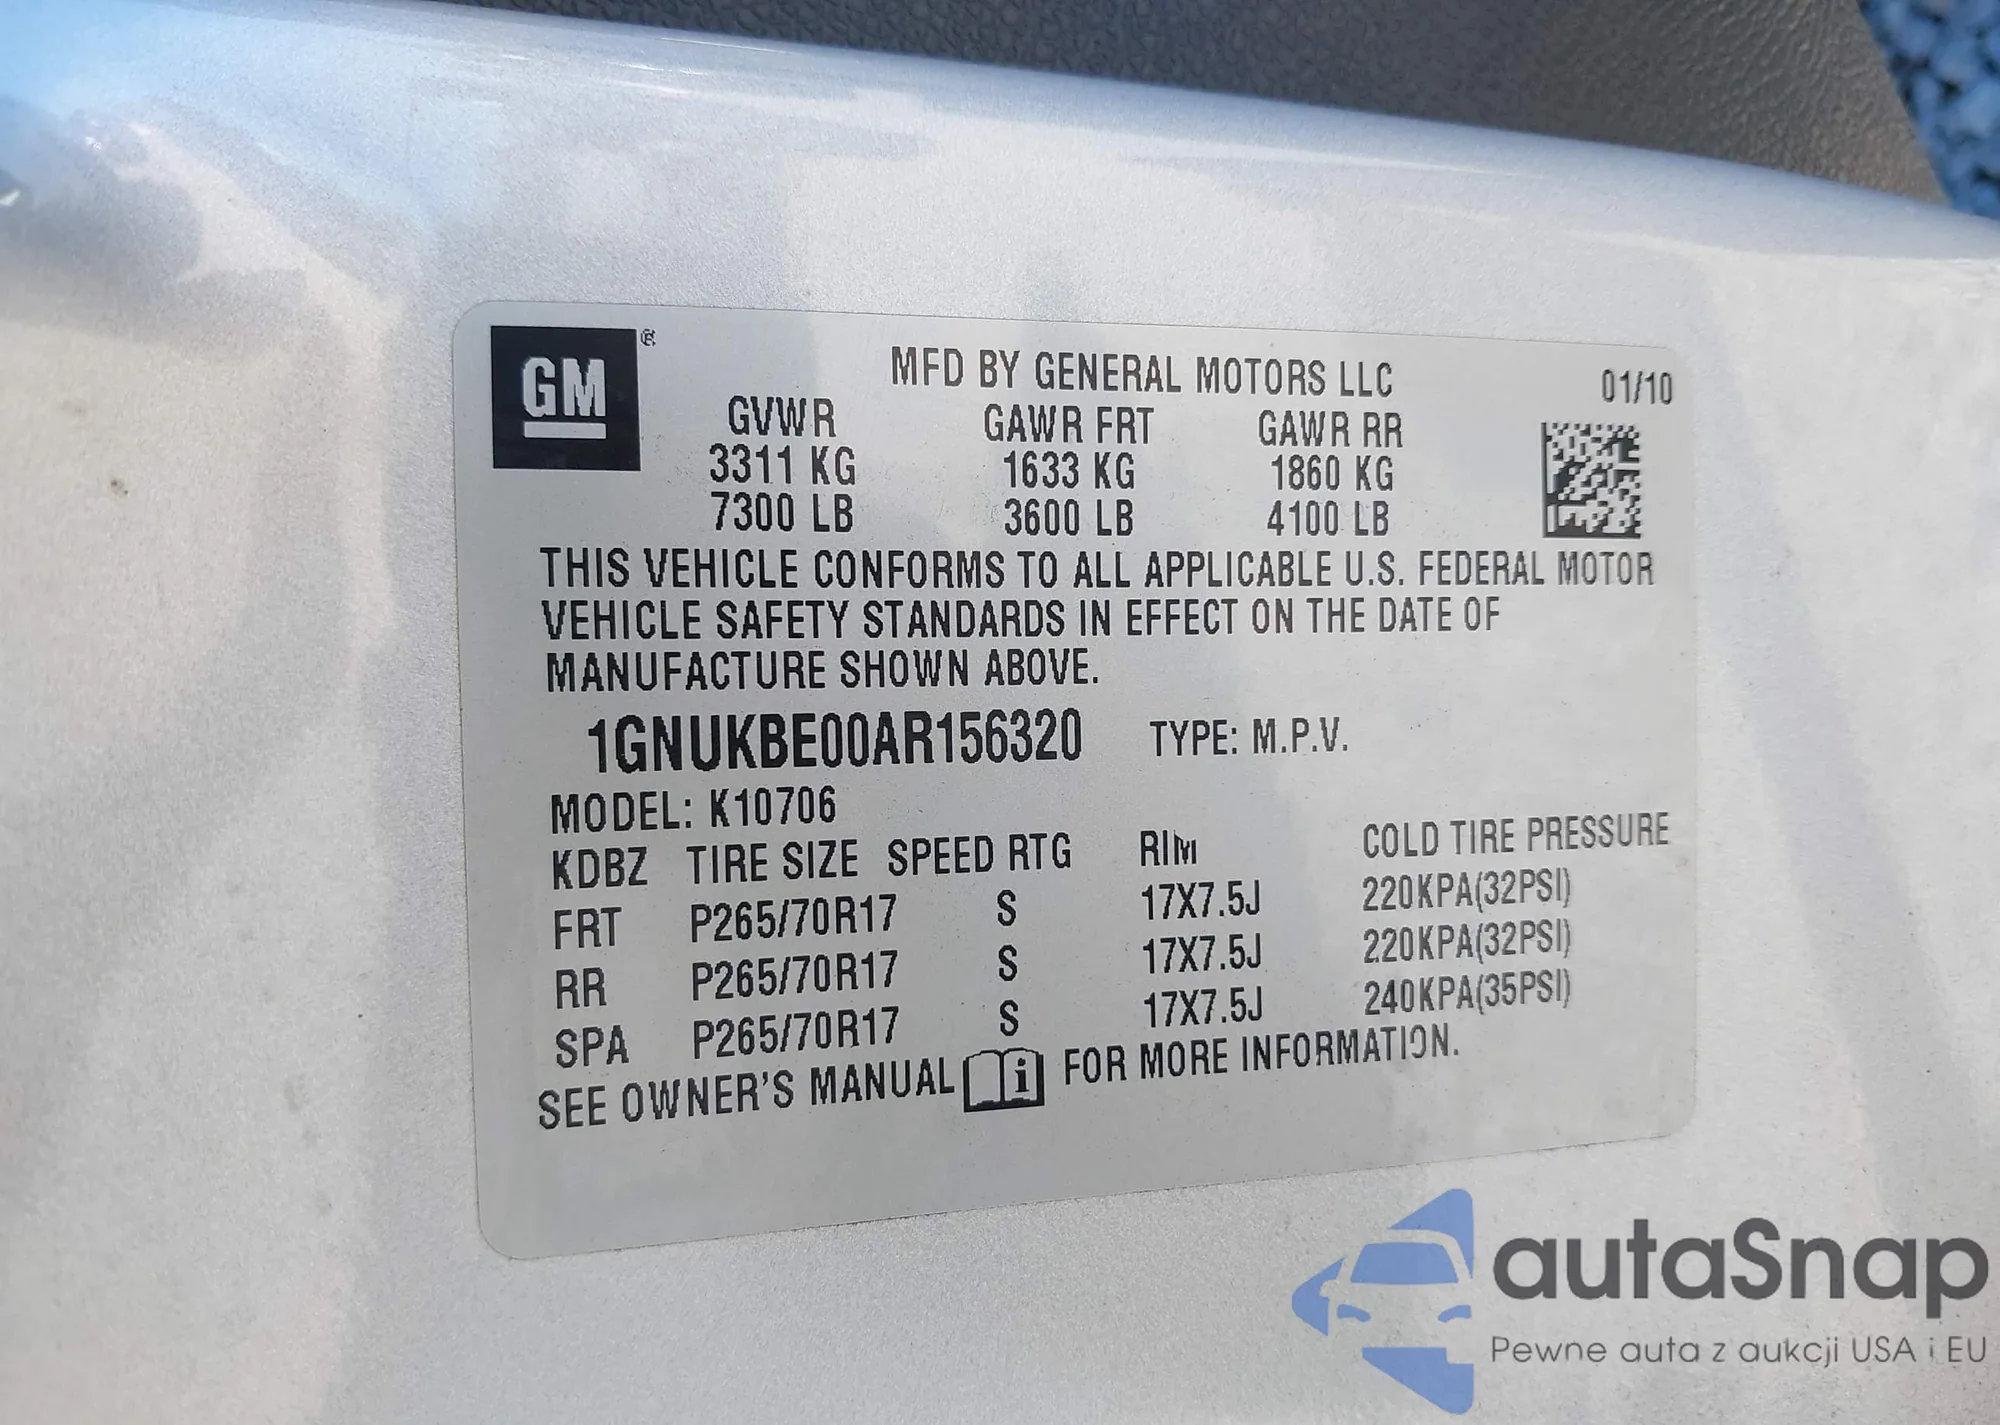 GM ®
MFD BY GENERAL MOTORS LLC 01/10
GVWR GAWR FRT GAWR RR
3311 KG 1633 KG 1860 KG
7300 LB 3600 LB 4100 LB
THIS VEHICLE CONFORMS TO ALL APPLICABLE U.S. FEDERAL MOTOR
VEHICLE SAFETY STANDARDS IN EFFECT ON THE DATE OF
MANUFACTURE SHOWN ABOVE.
1GNUKBE00AR156320 TYPE: M.P.V.
MODEL: K10706
KDBZ TIRE SIZE SPEED RTG RIM COLD TIRE PRESSURE
FRT P265/70R17 S 17X7.5J 220KPA(32PSI)
RR P265/70R17 S 17X7.5J 220KPA(32PSI)
SPA P265/70R17 S 17X7.5J 240KPA(35PSI)
SEE OWNER'S MANUAL i FOR MORE INFORMATION.
autaSnap
Pewne auta z aukcji USA i EU